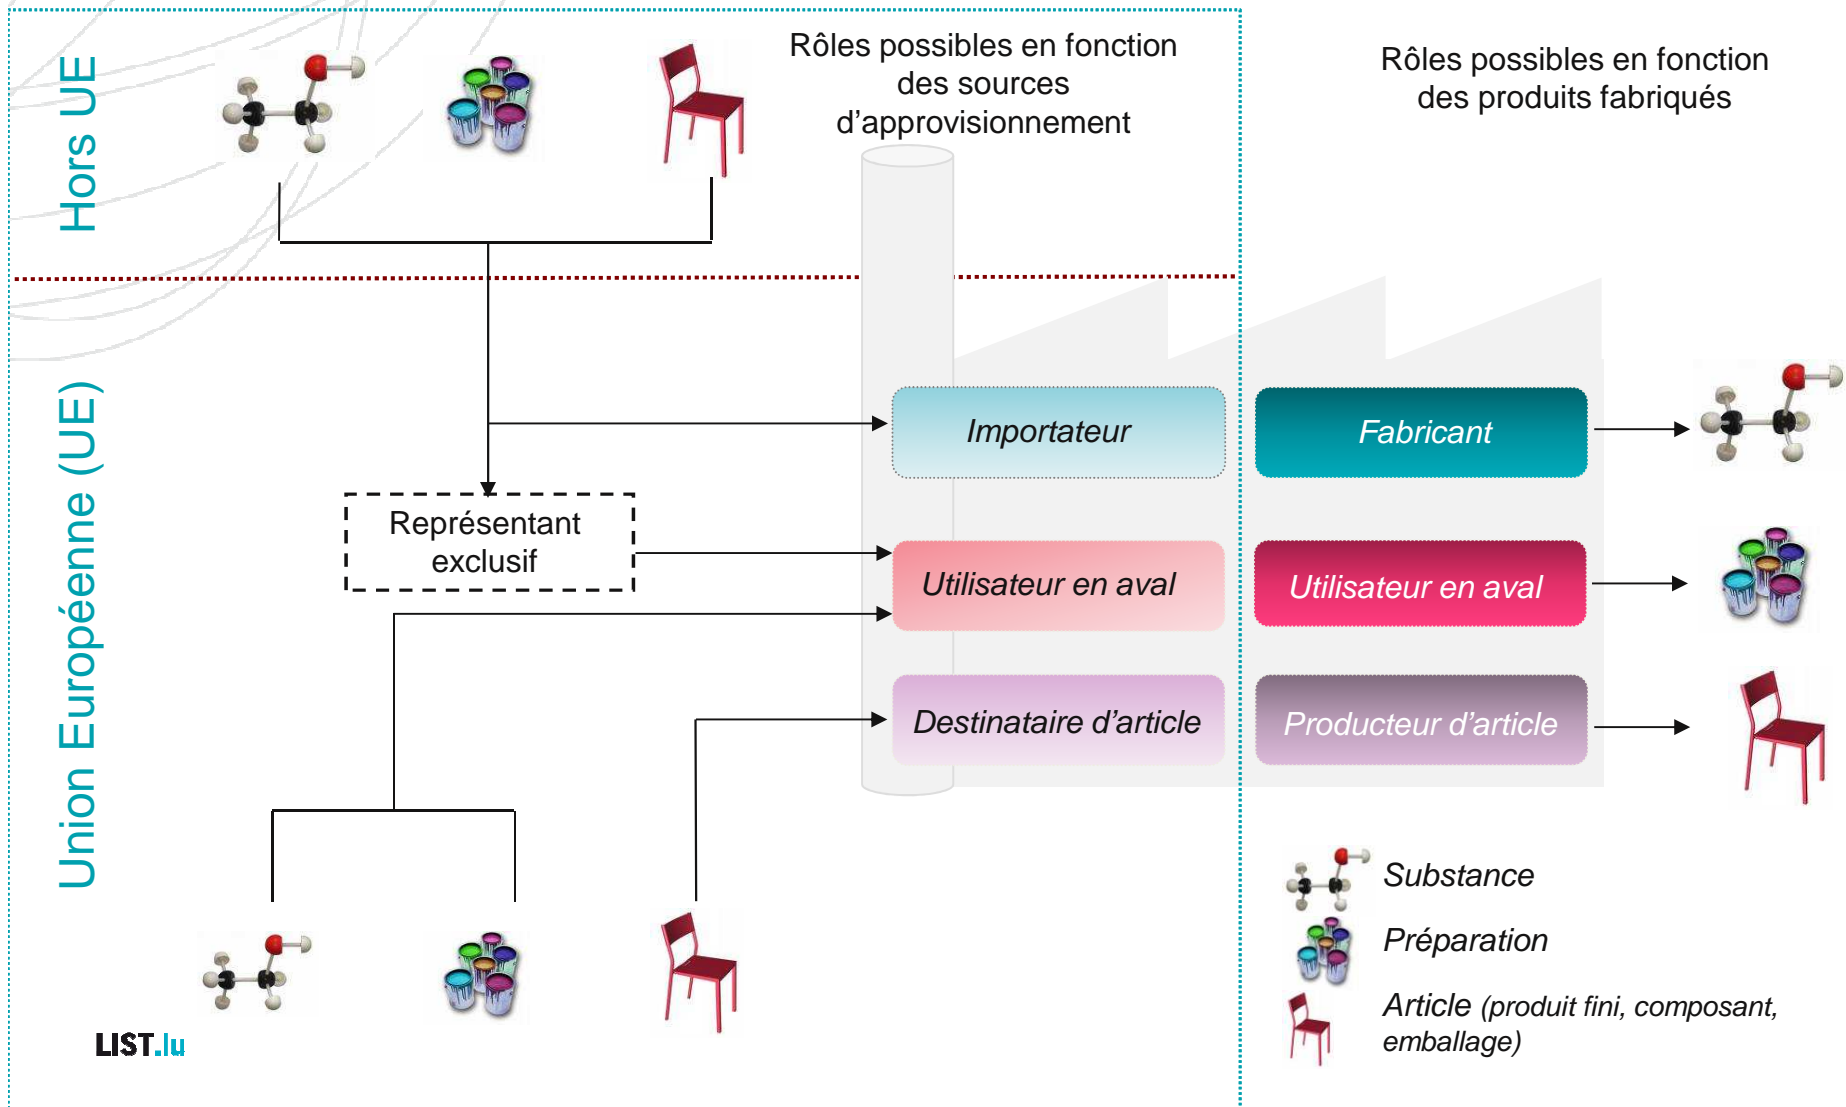 Hors UE
Rôles possibles en fonction
des sources
d’approvisionnement
Rôles possibles en fonction
des produits fabriqués
Union Européenne (UE)
Importateur
Fabricant
Représentant
exclusif
Utilisateur en aval
Utilisateur en aval
Destinataire d’article
Producteur d’article
Substance
Préparation
Article (produit fini, composant,
emballage)
LIST.lu